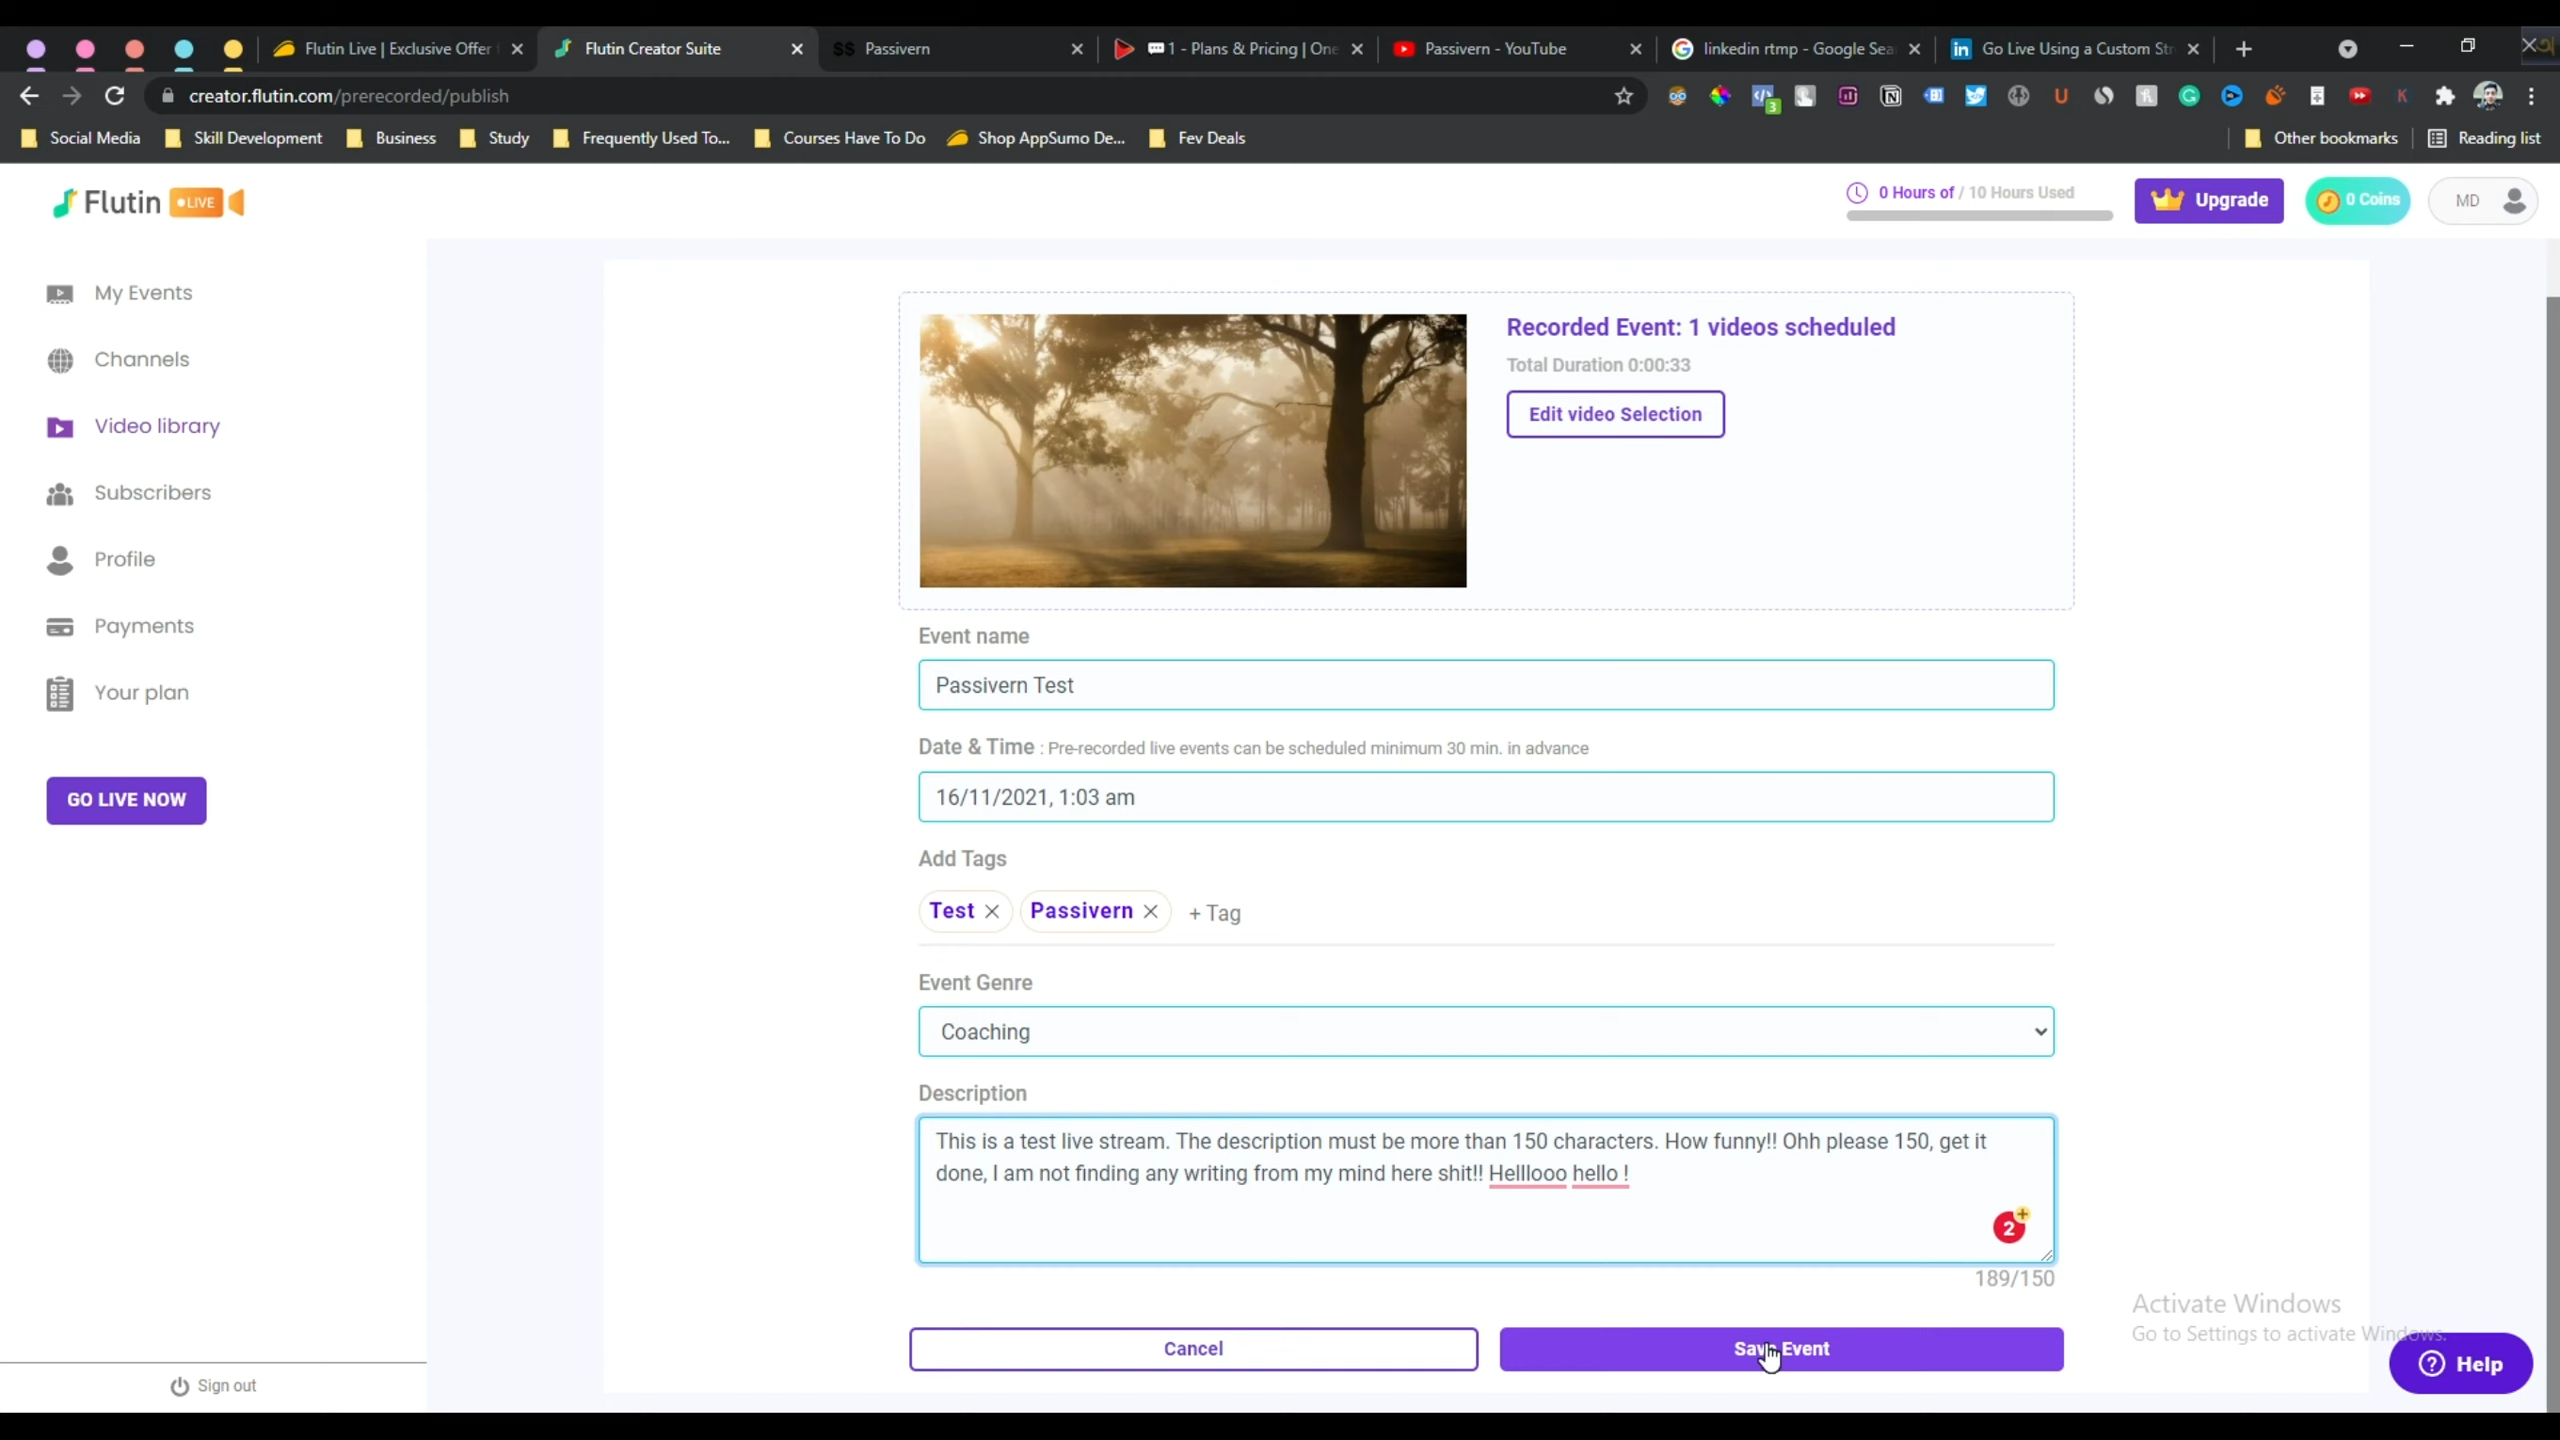 Flutin Live | Exclusive Offer
Flutin Creator Suite
$$ Passivern
1 - Plans & Pricing | One
Passivern - YouTube
linkedin rtmp - Google Sea
Go Live Using a Custom Str
creator.flutin.com/prerecorded/publish
Social Media
Skill Development
Business
Study
Frequently Used To...
Courses Have To Do
Shop AppSumo De...
Fev Deals
Other bookmarks
Reading list
Flutin LIVE
0 Hours of / 10 Hours Used
Upgrade
0 Coins
MD
My Events
Channels
Video library
Subscribers
Profile
Payments
Your plan
GO LIVE NOW
Sign out
Recorded Event: 1 videos scheduled
Total Duration 0:00:33
Edit video Selection
Event name
Passivern Test
Date & Time : Pre-recorded live events can be scheduled minimum 30 min. in advance
16/11/2021, 1:03 am
Add Tags
Test Passivern + Tag
Event Genre
Coaching
Description
This is a test live stream. The description must be more than 150 characters. How funny!! Ohh please 150, get it
done, I am not finding any writing from my mind here shit!! Helllooo hello !
2
189/150
Cancel
Save Event
Activate Windows
Go to Settings to activate Windows.
Help